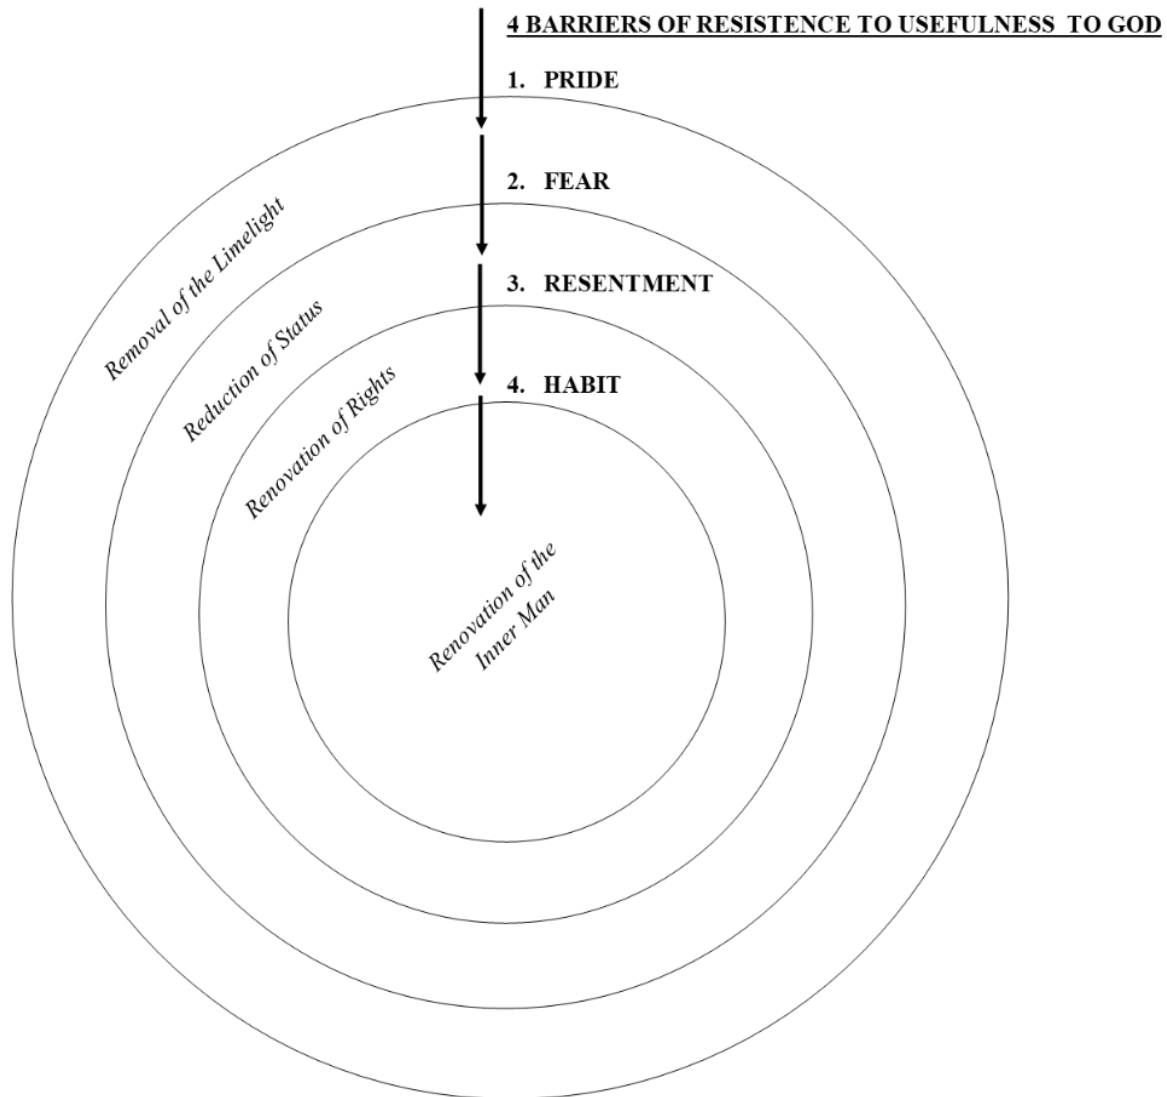 4 BARRIERS OF RESISTENCE TO USEFULNESS TO GOD
1. PRIDE
2. FEAR
3. RESENTMENT
4. HABIT
Removal of the Limelight
Reduction of Status
Renovation of Rights
Renovation of the
Inner Man